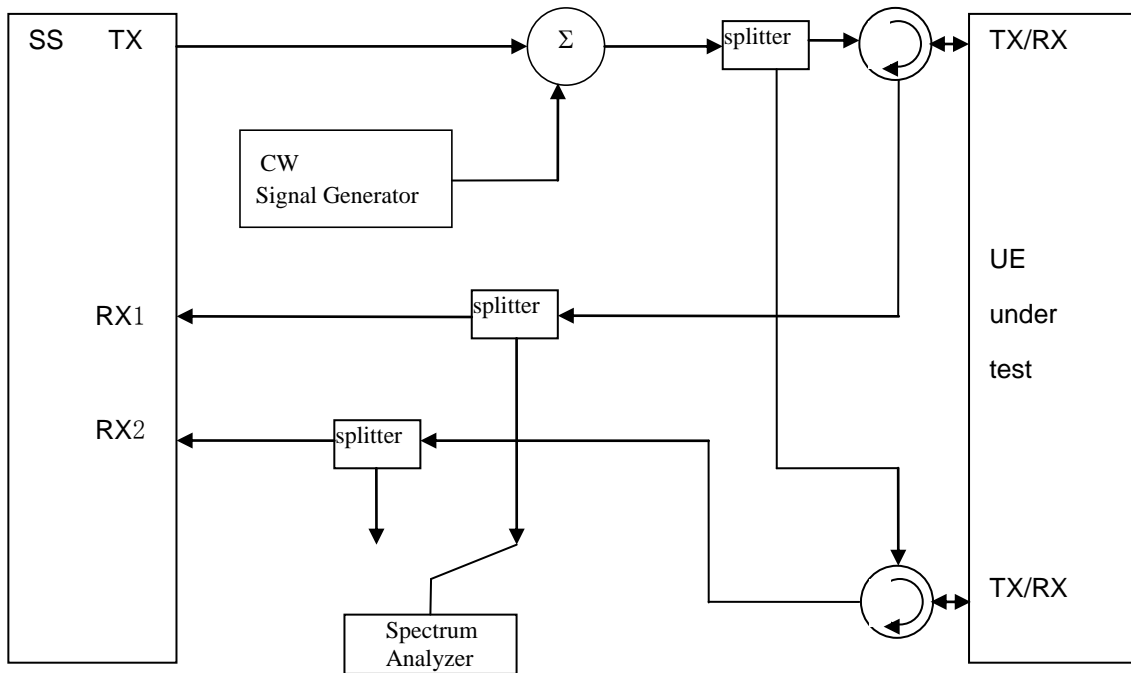 SS TX
Σ
splitter
TX/RX
CW
Signal Generator
UE
under
test
RX1
splitter
RX2
splitter
TX/RX
Spectrum
Analyzer